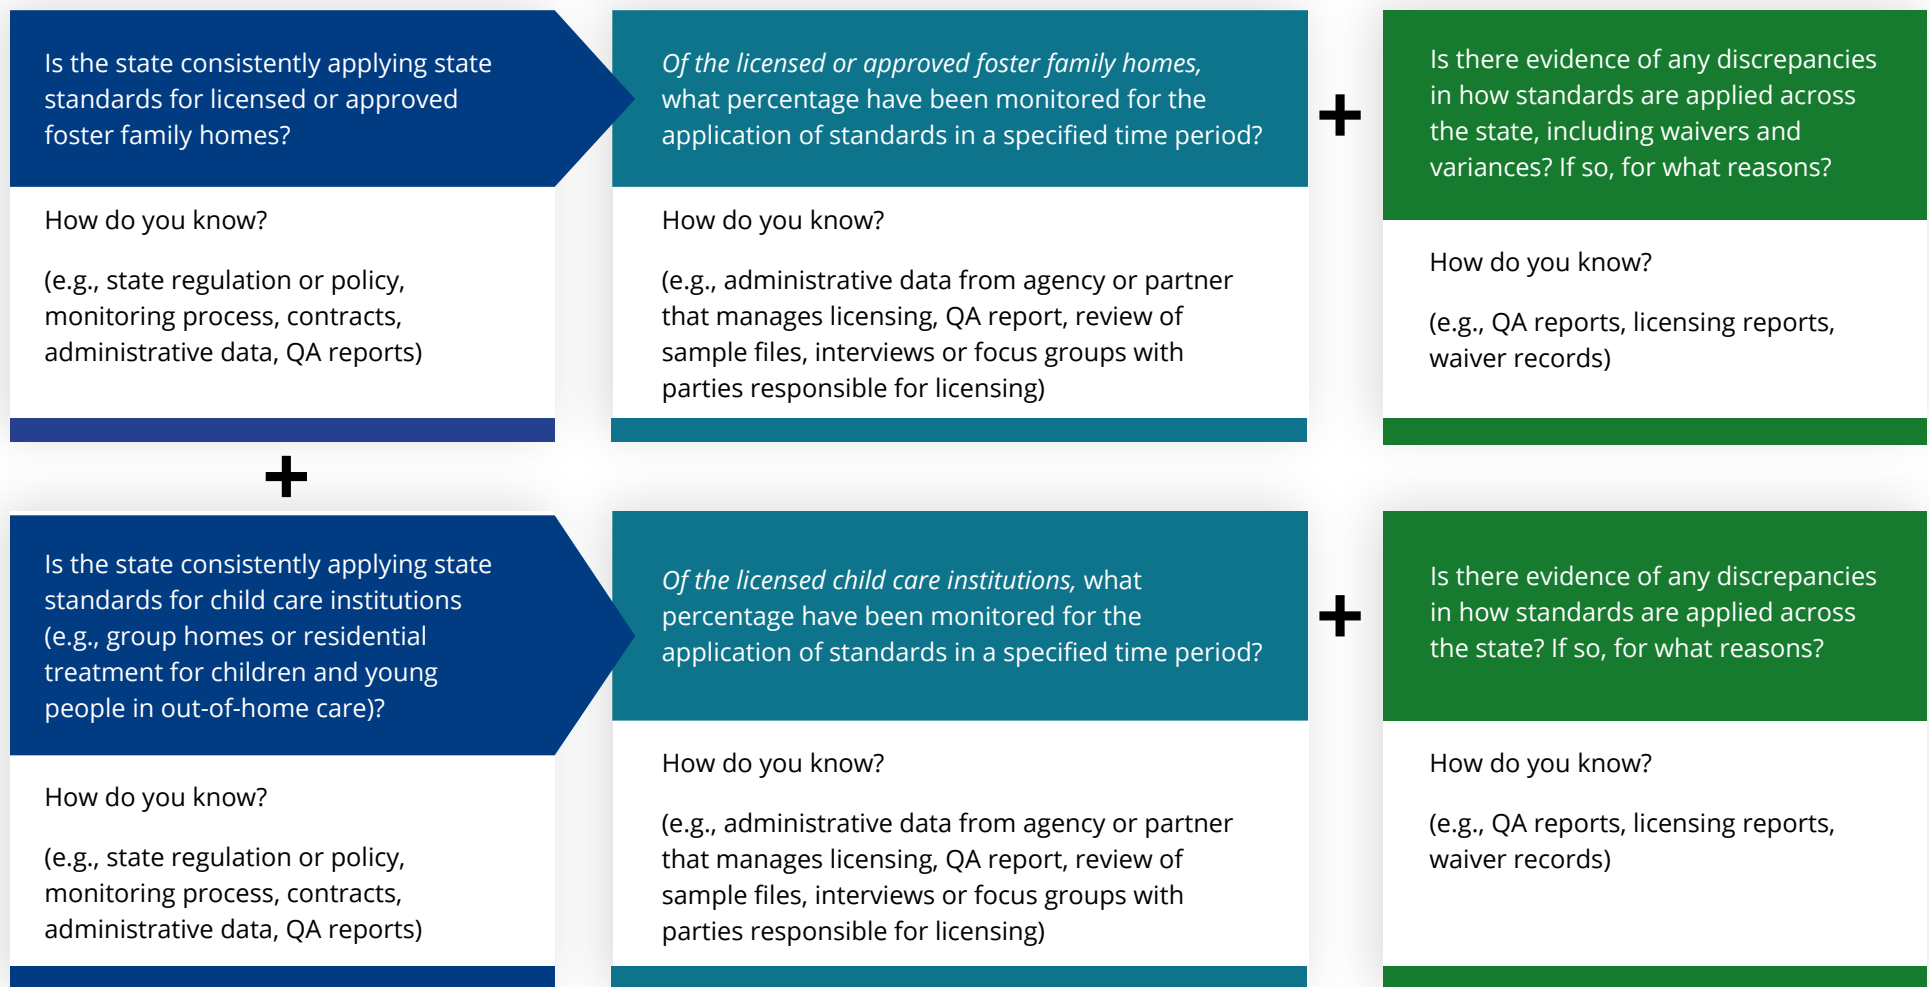 Is the state consistently applying state
standards for licensed or approved
foster family homes?
How do you know?
(e.g., state regulation or policy,
monitoring process, contracts,
administrative data, QA reports)
Of the licensed or approved foster family homes,
what percentage have been monitored for the
application of standards in a specified time period?
How do you know?
(e.g., administrative data from agency or partner
that manages licensing, QA report, review of
sample files, interviews or focus groups with
parties responsible for licensing)
+
Is there evidence of any discrepancies
in how standards are applied across
the state, including waivers and
variances? If so, for what reasons?
How do you know?
(e.g., QA reports, licensing reports,
waiver records)
+
Is the state consistently applying state
standards for child care institutions
(e.g., group homes or residential
treatment for children and young
people in out-of-home care)?
How do you know?
(e.g., state regulation or policy,
monitoring process, contracts,
administrative data, QA reports)
Of the licensed child care institutions, what
percentage have been monitored for the
application of standards in a specified time period?
How do you know?
(e.g., administrative data from agency or partner
that manages licensing, QA report, review of
sample files, interviews or focus groups with
parties responsible for licensing)
+
Is there evidence of any discrepancies
in how standards are applied across
the state? If so, for what reasons?
How do you know?
(e.g., QA reports, licensing reports,
waiver records)